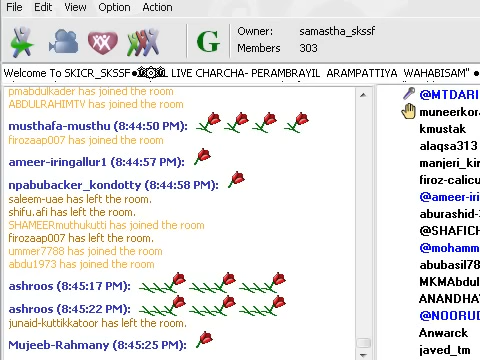 Edit View Option Action
G
Owner: samastha_skssf
Members 303
Welcome To SKICR_SKSSF LIVE CHARCHA- PERAMBRAYIL ARAMPATTIYA WAHABISAM"
pmabdulkader has joined the room
ABDULRAHIMTV has joined the room
musthafa-musthu (8:44:50 PM):
firozaap007 has joined the room
ameer-iringallur1 (8:44:57 PM):
npabubacker_kondotty (8:44:58 PM):
saleem-uae has left the room.
shifu.afi has left the room.
SHAMEERmuthukutti has joined the room
firozaap007 has left the room.
ummer7788 has joined the room
abdu1973 has joined the room
ashroos (8:45:17 PM):
ashroos (8:45:22 PM):
junaid-kuttikkatoor has left the room.
Mujeeb-Rahmany (8:45:25 PM):
@MTDARI
muneerkora
kmustak
alaqsa313
manjeri_kin
firoz-calicu
@ameer-iri
aburashid-
@SHAFICH
@mohamm
abubasil78
MKMAbdul
ANANDHA
@NOORUD
Anwarck
javed_tm